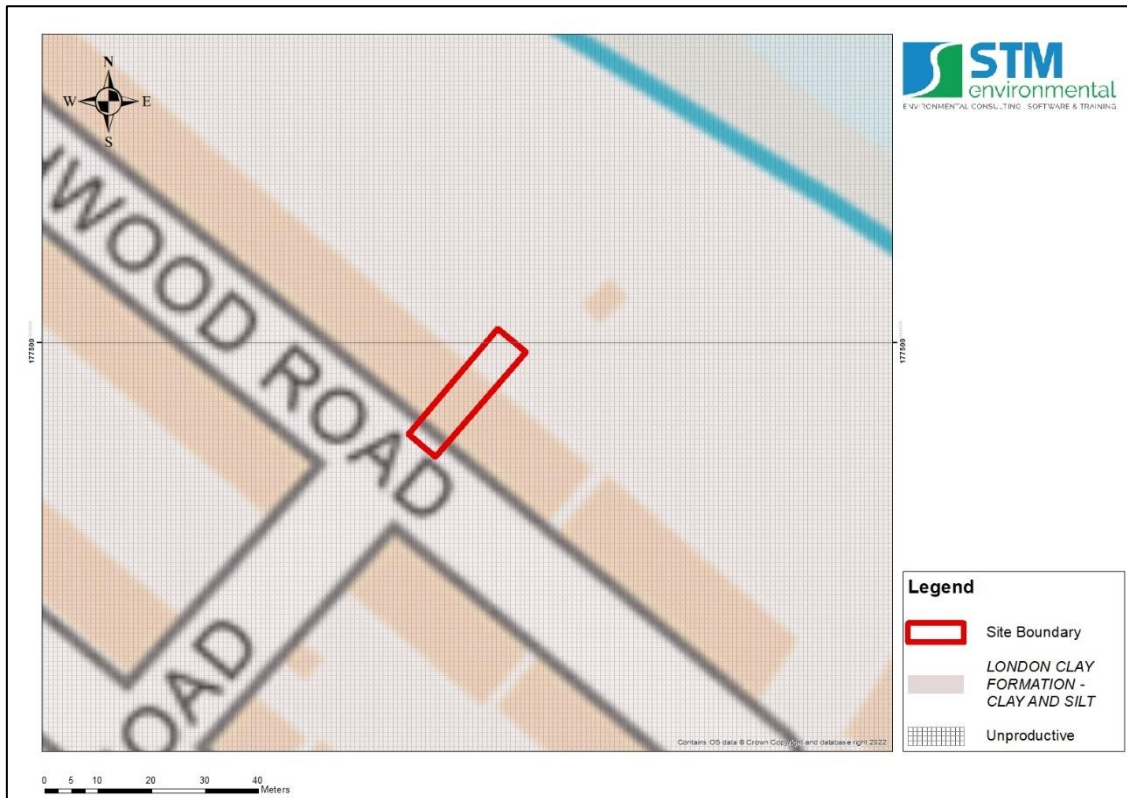 N
W E
S
STM
environmental
ENVIRONMENTAL CONSULTING SOFTWARE & TRAINING
WOOD ROAD
OAD
177500
177500
Legend
Site Boundary
LONDON CLAY
FORMATION -
CLAY AND SILT
Unproductive
Contains OS data © Crown Copyright and database right 2022
0 5 10 20 30 40
Meters